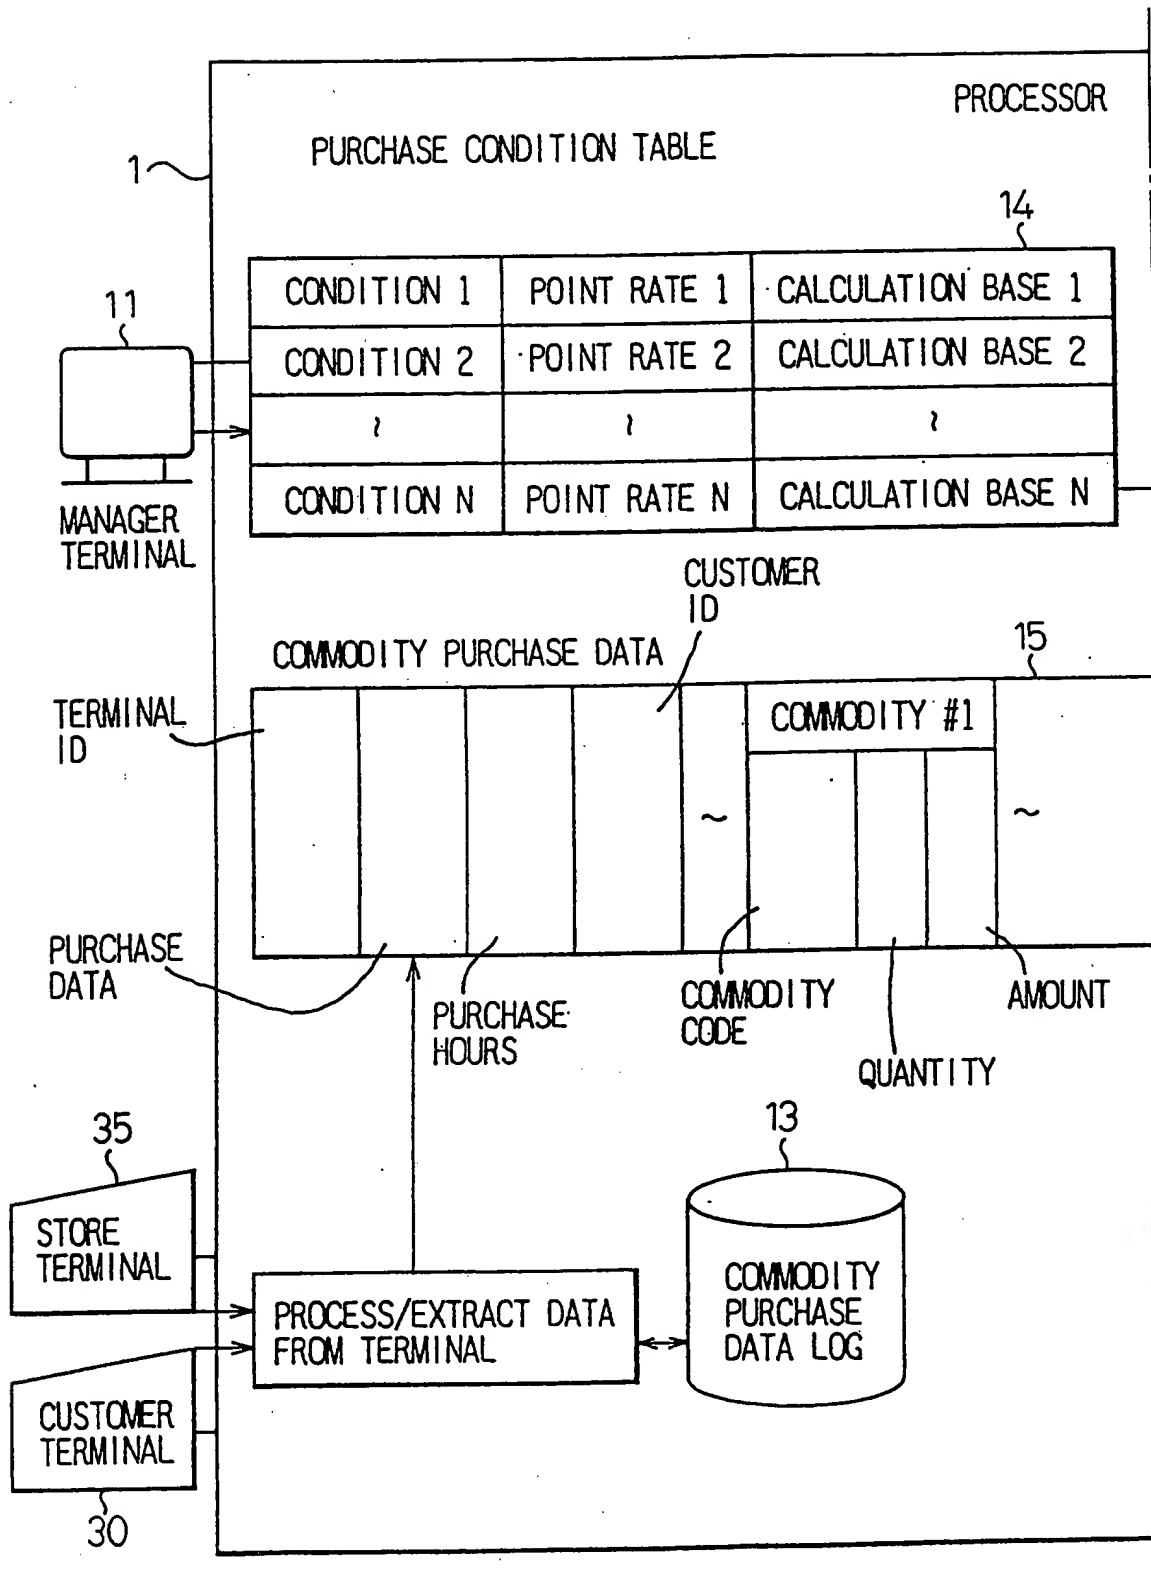 PROCESSOR
PURCHASE CONDITION TABLE
1
14
CONDITION 1 POINT RATE 1 CALCULATION BASE 1
11
CONDITION 2 POINT RATE 2 CALCULATION BASE 2
~ ~ ~
CONDITION N POINT RATE N CALCULATION BASE N
MANAGER
TERMINAL
CUSTOMER
ID
COMMODITY PURCHASE DATA
15
TERMINAL
ID
COMMODITY #1
~ ~
PURCHASE
DATA
PURCHASE
HOURS
COMMODITY
CODE
AMOUNT
QUANTITY
35
13
STORE
TERMINAL
PROCESS/EXTRACT DATA
FROM TERMINAL
COMMODITY
PURCHASE
DATA LOG
CUSTOMER
TERMINAL
30